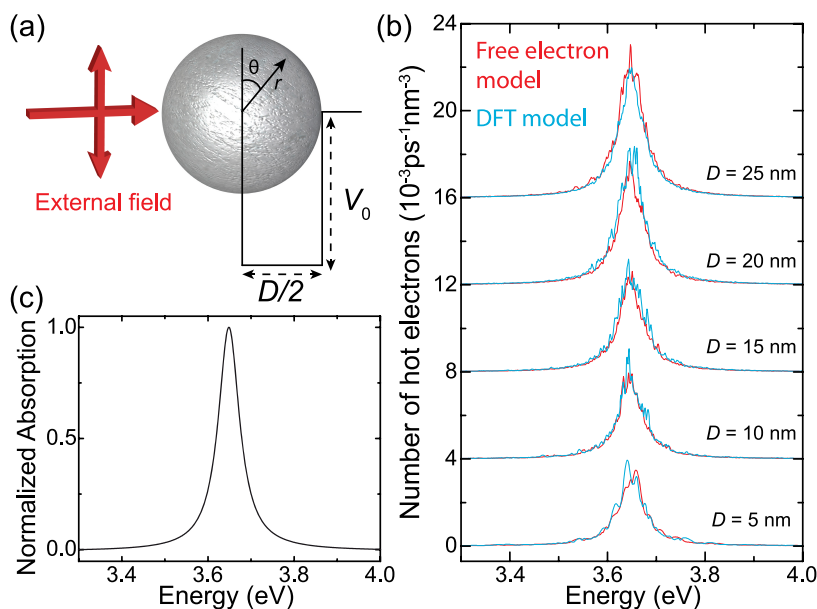 (a)
θ
r
External field
V0
D/2
(c)
Normalized Absorption
1.0
0.5
0.0
3.4
3.6
3.8
4.0
Energy (eV)
(b)
Number of hot electrons (10-3ps-1nm-3)
24
20
16
12
8
4
0
Free electron
model
DFT model
D = 25 nm
D = 20 nm
D = 15 nm
D = 10 nm
D = 5 nm
3.4
3.6
3.8
4.0
Energy (eV)